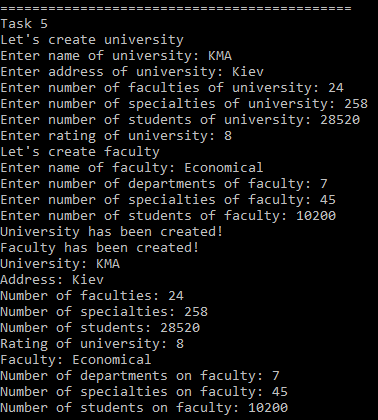 ============================================
Task 5
Let's create university
Enter name of university: KMA
Enter address of university: Kiev
Enter number of faculties of university: 24
Enter number of specialties of university: 258
Enter number of students of university: 28520
Enter rating of university: 8
Let's create faculty
Enter name of faculty: Economical
Enter number of departments of faculty: 7
Enter number of specialties of faculty: 45
Enter number of students of faculty: 10200
University has been created!
Faculty has been created!
University: KMA
Address: Kiev
Number of faculties: 24
Number of specialties: 258
Number of students: 28520
Rating of university: 8
Faculty: Economical
Number of departments on faculty: 7
Number of specialties on faculty: 45
Number of students on faculty: 10200